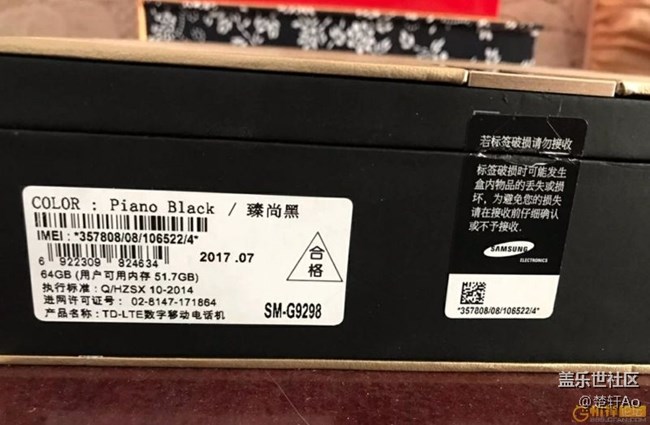 COLOR : Piano Black / 臻尚黑
IMEI : *357808/08/106522/4*
6 922309 824634
2017.07
合格
64GB (用户可用内存 51.7GB)
执行标准：Q/HZSX 10-2014
进网许可证号： 02-8147-171864
产品名称：TD-LTE数字移动电话机
SM-G9298
若标签破损请勿接收
标签破损时可能发生
盒内物品的丢失或损
坏，为避免您的损失
请在接收前仔细确认
或不予接收.
SAMSUNG
ELECTRONICS
*357808/08/106522/4*
盖乐世社区
@楚轩Ao